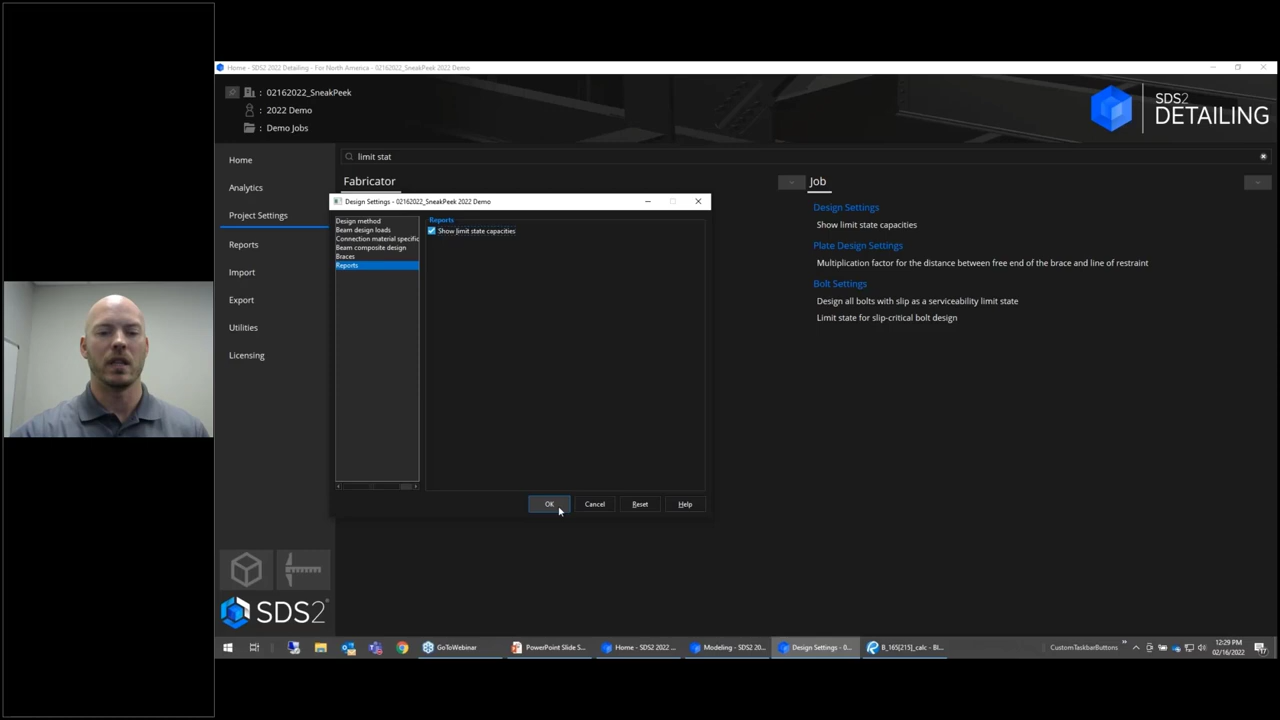 Home - SDS2 2022 Detailing - For North America - 02162022_SneakPeek 2022 Demo
: 02162022_SneakPeek
: 2022 Demo
: Demo Jobs
SDS2
DETAILING
Home
Analytics
Project Settings
Reports
Import
Export
Utilities
Licensing
SDS2
limit stat
Fabricator
Job
Design Settings
Show limit state capacities
Plate Design Settings
Multiplication factor for the distance between free end of the brace and line of restraint
Bolt Settings
Design all bolts with slip as a serviceability limit state
Limit state for slip-critical bolt design
Design Settings - 02162022_SneakPeek 2022 Demo
Design method
Beam design loads
Connection material specific
Beam composite design
Braces
Reports
Reports
Show limit state capacities
OK
Cancel
Reset
Help
GoToWebinar
PowerPoint Slide S...
Home - SDS2 2022 ...
Modeling - SDS2 20...
Design Settings - 0...
B_165[215]_calc - Bl...
CustomTaskbarButtons
12:29 PM
02/16/2022